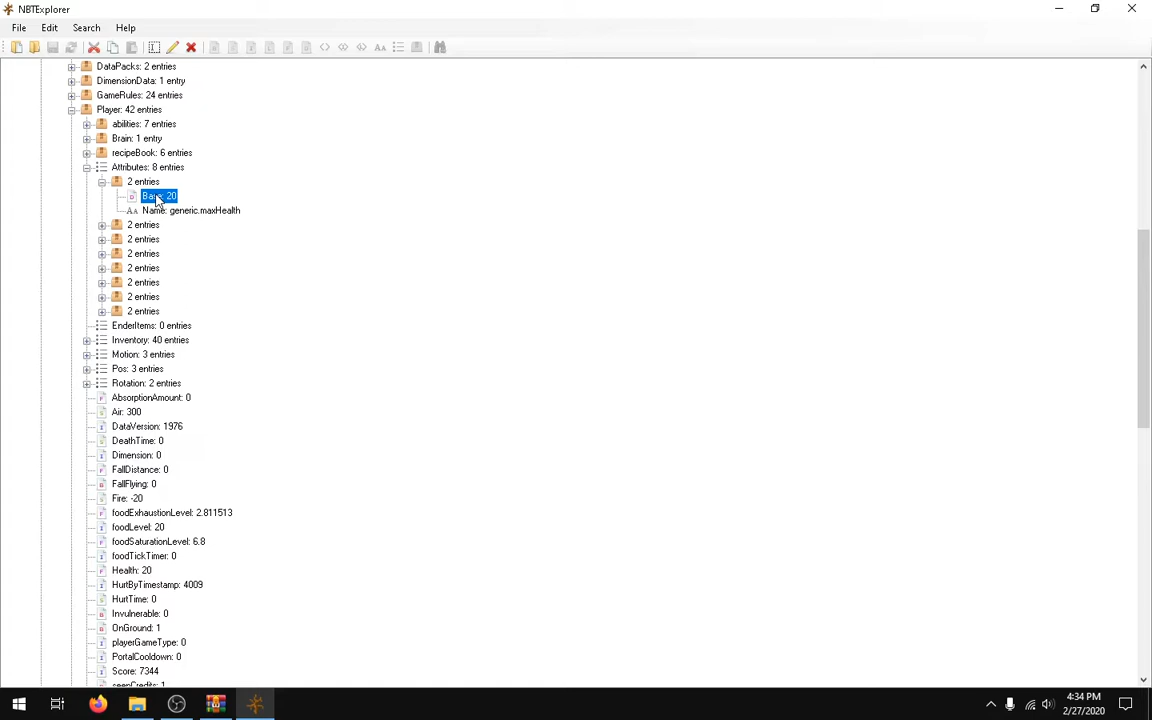 NBTExplorer
File Edit Search Help
DataPacks: 2 entries
DimensionData: 1 entry
GameRules: 24 entries
Player: 42 entries
abilities: 7 entries
Brain: 1 entry
recipeBook: 6 entries
Attributes: 8 entries
2 entries
Base: 20
Name: generic.maxHealth
2 entries
2 entries
2 entries
2 entries
2 entries
2 entries
2 entries
EnderItems: 0 entries
Inventory: 40 entries
Motion: 3 entries
Pos: 3 entries
Rotation: 2 entries
AbsorptionAmount: 0
Air: 300
DataVersion: 1976
DeathTime: 0
Dimension: 0
FallDistance: 0
FallFlying: 0
Fire: -20
foodExhaustionLevel: 2.811513
foodLevel: 20
foodSaturationLevel: 6.8
foodTickTimer: 0
Health: 20
HurtByTimestamp: 4009
HurtTime: 0
Invulnerable: 0
OnGround: 1
playerGameType: 0
PortalCooldown: 0
Score: 7344
seenCredits: 1
4:34 PM
2/27/2020